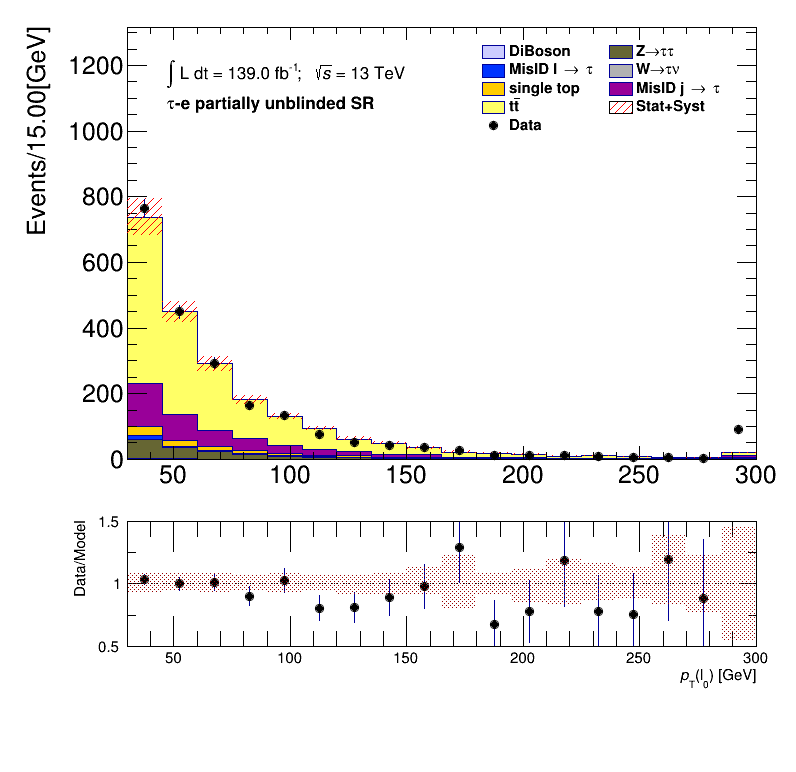 Events/15.00[GeV]
1200
1000
800
600
400
200
0
∫ L dt = 139.0 fb⁻¹; √s = 13 TeV
τ-e partially unblinded SR
DiBoson
MisID l → τ
single top
tt̄
Data
Z→ττ
W→τν
MisID j → τ
Stat+Syst
50 100 150 200 250 300
Data/Model
1.5
1
0.5
50 100 150 200 250 300
p_T(l_0) [GeV]